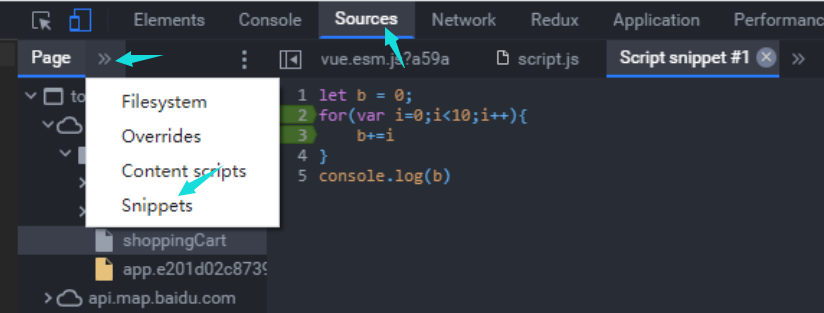 Elements Console Sources Network Redux Application Performanc
Page » vue.esm.js?a59a script.js Script snippet #1 »
to
Filesystem
Overrides
Content scripts
Snippets
shoppingCart
app.e201d02c8739
api.map.baidu.com
1 let b = 0;
2 for(var i=0;i<10;i++){
3 b+=i
4 }
5 console.log(b)